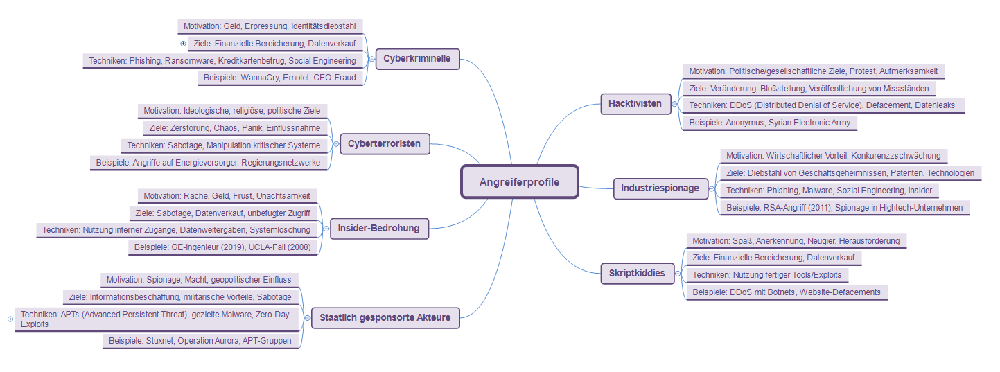 Angreiferprofile
Cyberkriminelle
Motivation: Geld, Erpressung, Identitätsdiebstahl
Ziele: Finanzielle Bereicherung, Datenverkauf
Techniken: Phishing, Ransomware, Kreditkartenbetrug, Social Engineering
Beispiele: WannaCry, Emotet, CEO-Fraud
Cyberterroristen
Motivation: Ideologische, religiöse, politische Ziele
Ziele: Zerstörung, Chaos, Panik, Einflussnahme
Techniken: Sabotage, Manipulation kritischer Systeme
Beispiele: Angriffe auf Energieversorger, Regierungsnetzwerke
Insider-Bedrohung
Motivation: Rache, Geld, Frust, Unachtsamkeit
Ziele: Sabotage, Datenverkauf, unbefugter Zugriff
Techniken: Nutzung interner Zugänge, Datenweitergaben, Systemlöschung
Beispiele: GE-Ingenieur (2019), UCLA-Fall (2008)
Staatlich gesponsorte Akteure
Motivation: Spionage, Macht, geopolitischer Einfluss
Ziele: Informationsbeschaffung, militärische Vorteile, Sabotage
Techniken: APTs (Advanced Persistent Threat), gezielte Malware, Zero-Day-
Exploits
Beispiele: Stuxnet, Operation Aurora, APT-Gruppen
Hacktivisten
Motivation: Politische/gesellschaftliche Ziele, Protest, Aufmerksamkeit
Ziele: Veränderung, Bloßstellung, Veröffentlichung von Missständen
Techniken: DDoS (Distributed Denial of Service), Defacement, Datenleaks
Beispiele: Anonymus, Syrian Electronic Army
Industriespionage
Motivation: Wirtschaftlicher Vorteil, Konkurenzzschwächung
Ziele: Diebstahl von Geschäftsgeheimnissen, Patenten, Technologien
Techniken: Phishing, Malware, Sozial Engineering, Insider
Beispiele: RSA-Angriff (2011), Spionage in Hightech-Unternehmen
Skriptkiddies
Motivation: Spaß, Anerkennung, Neugier, Herausforderung
Ziele: Finanzielle Bereicherung, Datenverkauf
Techniken: Nutzung fertiger Tools/Exploits
Beispiele: DDoS mit Botnets, Website-Defacements